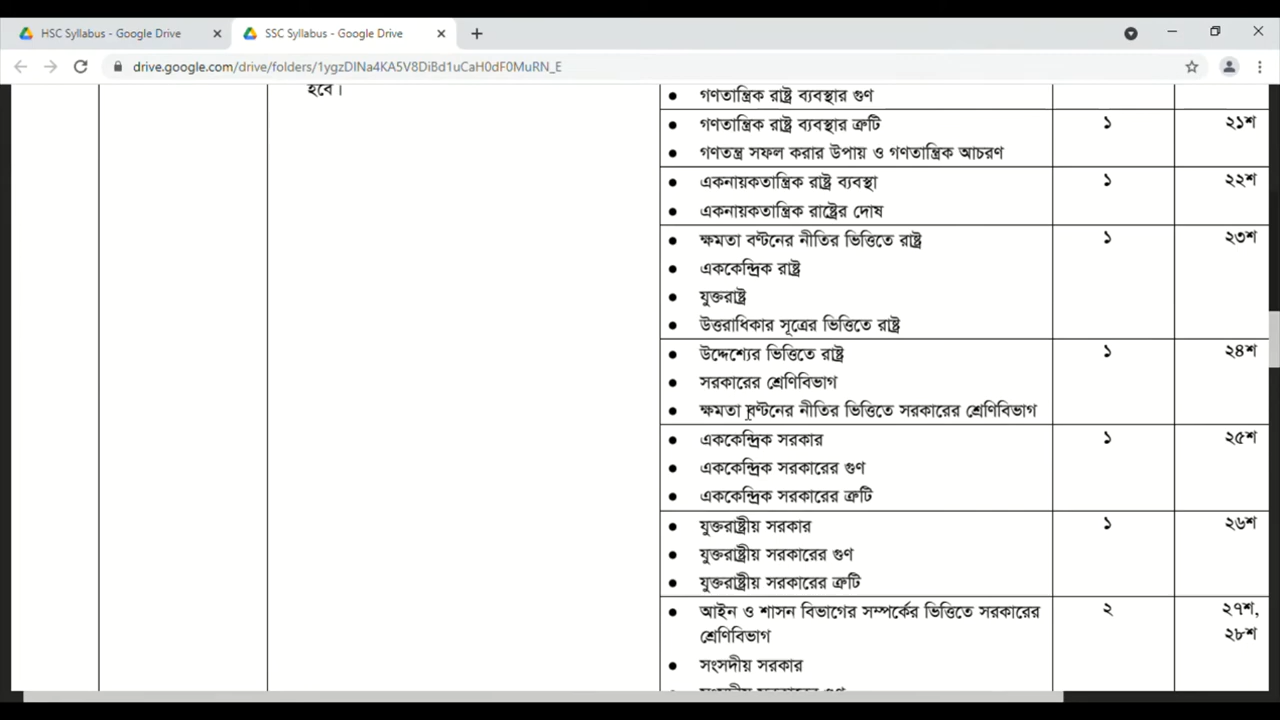 HSC Syllabus - Google Drive
SSC Syllabus - Google Drive
drive.google.com/drive/folders/1ygzDINa4KA5V8DiBd1uCaH0dF0MuRN_E
হবে।
• গণতান্ত্রিক রাষ্ট্র ব্যবস্থার গুণ
• গণতান্ত্রিক রাষ্ট্র ব্যবস্থার ত্রুটি ১ ২১শ
• গণতন্ত্র সফল করার উপায় ও গণতান্ত্রিক আচরণ
• একনায়কতান্ত্রিক রাষ্ট্র ব্যবস্থা ১ ২২শ
• একনায়কতান্ত্রিক রাষ্ট্রের দোষ
• ক্ষমতা বণ্টনের নীতির ভিত্তিতে রাষ্ট্র ১ ২৩শ
• এককেন্দ্রিক রাষ্ট্র
• যুক্তরাষ্ট্র
• উত্তরাধিকার সূত্রের ভিত্তিতে রাষ্ট্র
• উদ্দেশ্যের ভিত্তিতে রাষ্ট্র ১ ২৪শ
• সরকারের শ্রেণিবিভাগ
• ক্ষমতা বণ্টনের নীতির ভিত্তিতে সরকারের শ্রেণিবিভাগ
• এককেন্দ্রিক সরকার ১ ২৫শ
• এককেন্দ্রিক সরকারের গুণ
• এককেন্দ্রিক সরকারের ত্রুটি
• যুক্তরাষ্ট্রীয় সরকার ১ ২৬শ
• যুক্তরাষ্ট্রীয় সরকারের গুণ
• যুক্তরাষ্ট্রীয় সরকারের ত্রুটি
• আইন ও শাসন বিভাগের সম্পর্কের ভিত্তিতে সরকারের ২ ২৭শ,
শ্রেণিবিভাগ ২৮শ
• সংসদীয় সরকার